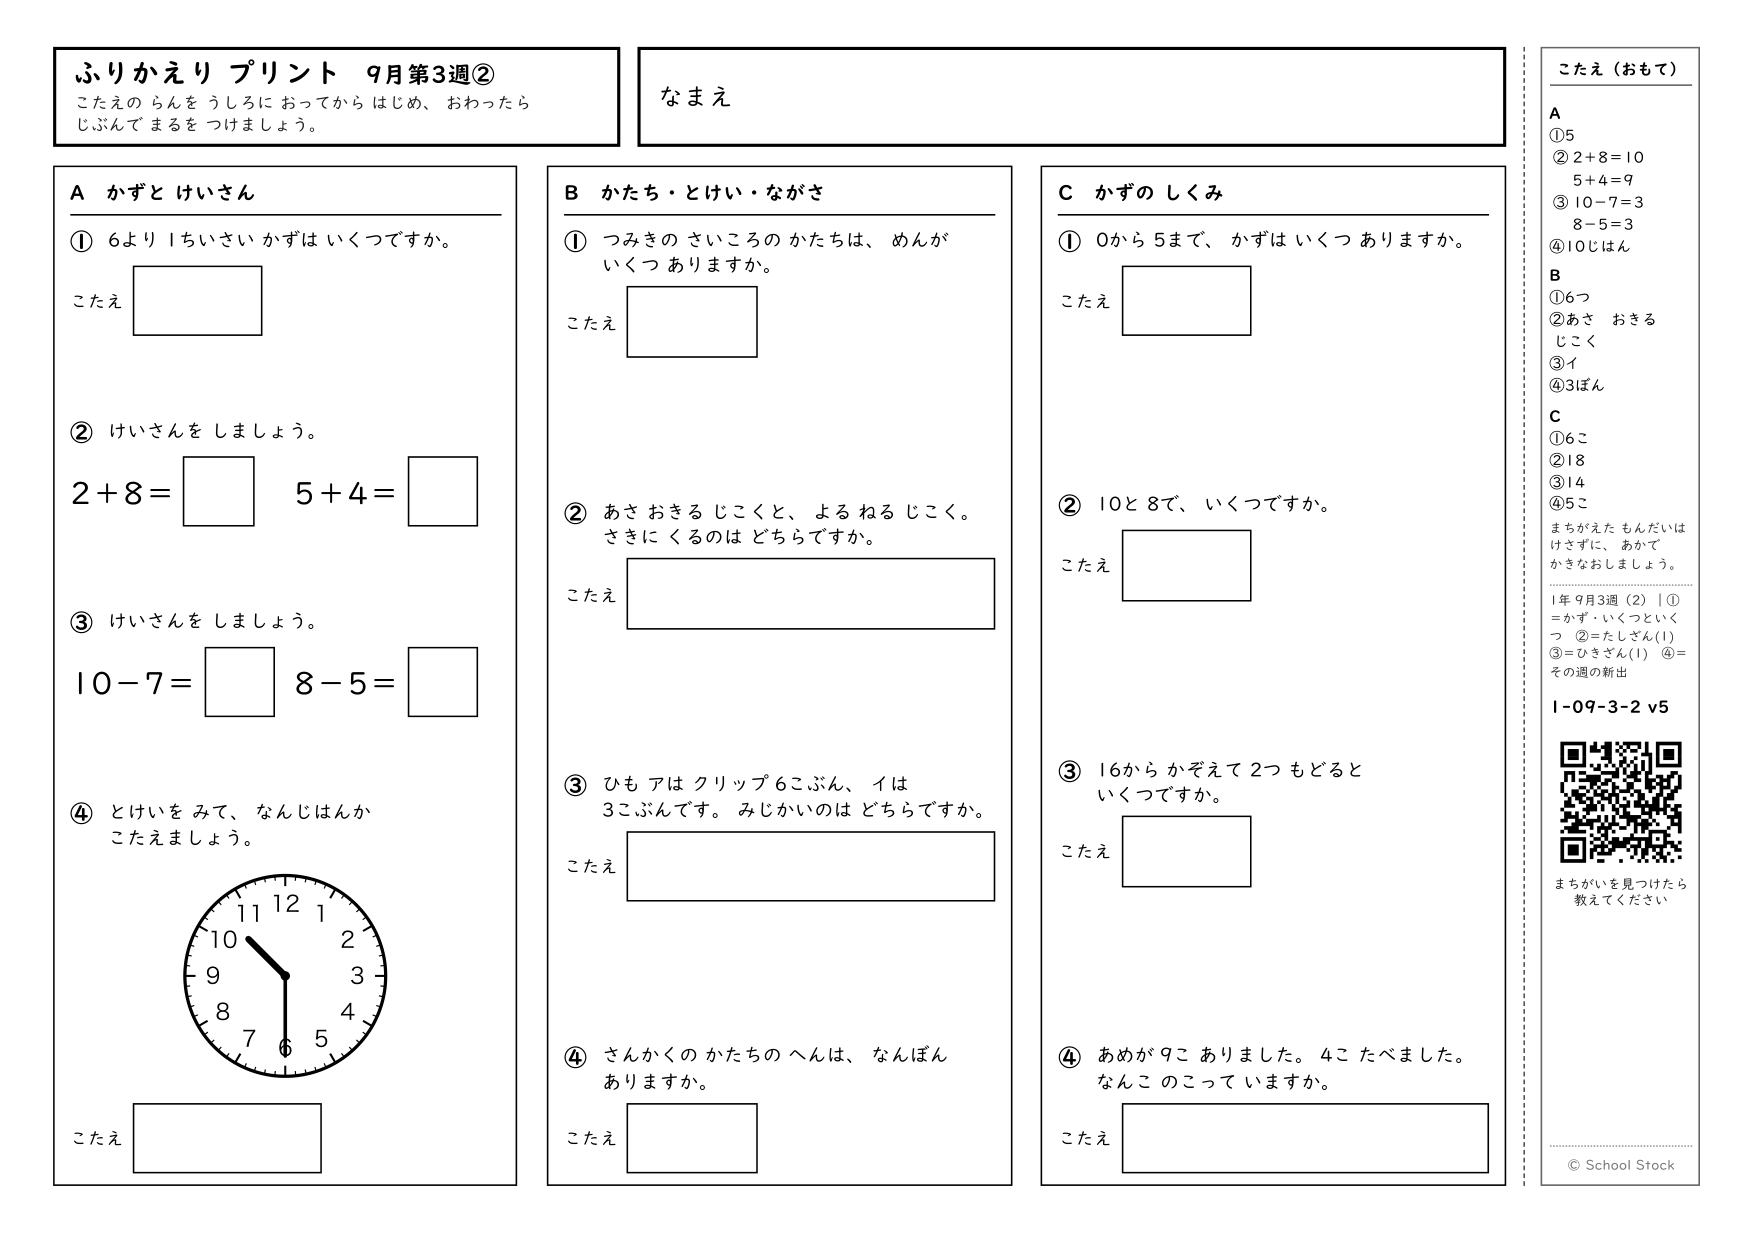 ふりかえり プリント　9月第3週②
こたえの らんを うしろに おってから はじめ、 おわったら
じぶんで まるを つけましょう。
なまえ
A　かずと けいさん
① 6より 1ちいさい かずは いくつですか。
こたえ
② けいさんを しましょう。
2＋8＝　5＋4＝
③ けいさんを しましょう。
10－7＝　8－5＝
④ とけいを みて、 なんじはんか
こたえましょう。
12
11 1
10 2
9 3
8 4
7 5
6
こたえ
B　かたち・とけい・ながさ
① つみきの さいころの かたちは、 めんが
いくつ ありますか。
こたえ
② あさ おきる じこくと、 よる ねる じこく。
さきに くるのは どちらですか。
こたえ
③ ひも アは クリップ 6こぶん、 イは
3こぶんです。 みじかいのは どちらですか。
こたえ
④ さんかくの かたちの へんは、 なんぼん
ありますか。
こたえ
C　かずの しくみ
① 0から 5まで、 かずは いくつ ありますか。
こたえ
② 10と 8で、 いくつですか。
こたえ
③ 16から かぞえて 2つ もどると
いくつですか。
こたえ
④ あめが 9こ ありました。 4こ たべました。
なんこ のこって いますか。
こたえ
こたえ（おもて）
A
①5
② 2＋8＝10
5＋4＝9
③ 10－7＝3
8－5＝3
④10じはん
B
①6つ
②あさ　おきる
じこく
③イ
④3ぼん
C
①6こ
②18
③14
④5こ
まちがえた もんだいは
けさずに、 あかで
かきなおしましょう。
1年 9月3週（2）｜①
＝かず・いくつといく
つ　②＝たしざん(1)
③＝ひきざん(1)　④＝
その週の新出
1-09-3-2 v5
まちがいを見つけたら
教えてください
© School Stock